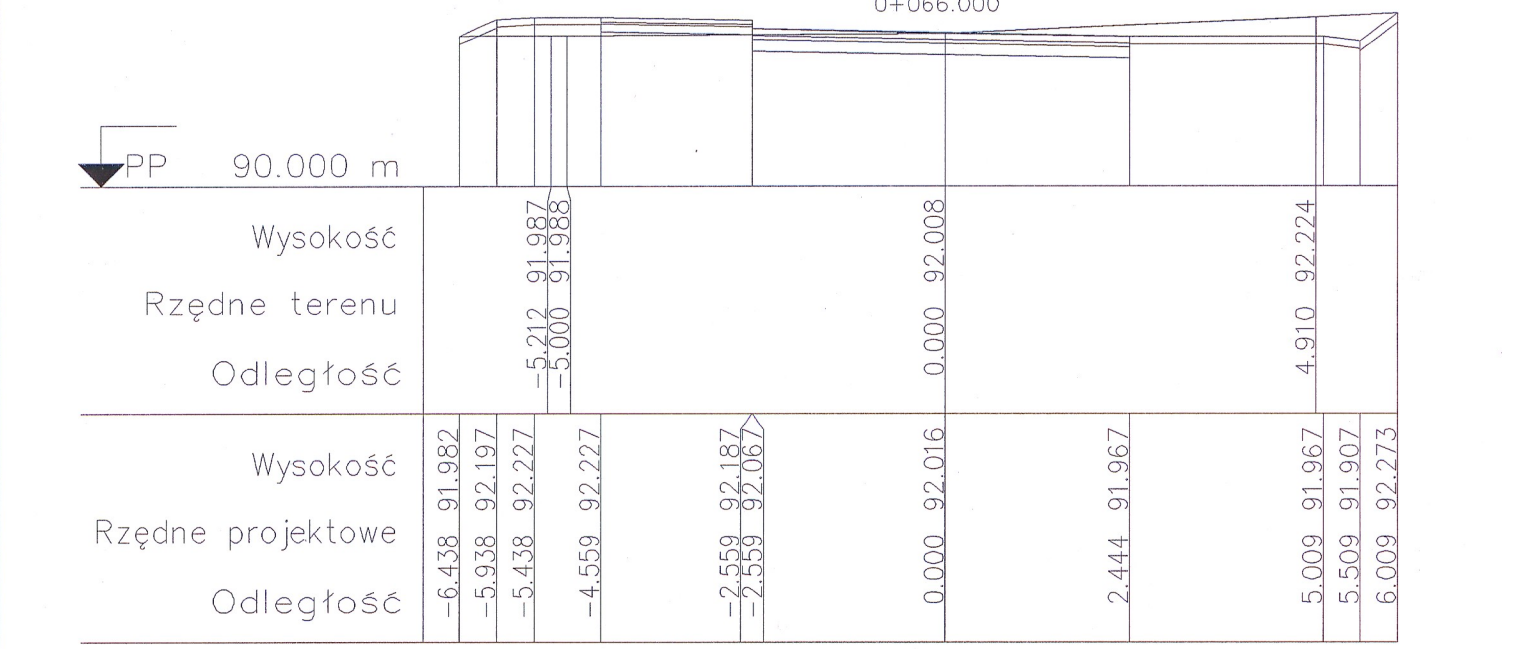 0+066.000
PP 90.000 m
Wysokość
91.987 91.988 92.008 92.224
Rzędne terenu
Odległość
-5.212 -5.000 0.000 4.910
Wysokość
91.982 92.197 92.227 92.227 92.187 92.067 92.016 91.967 91.967 91.907 92.273
Rzędne projektowe
Odległość
-6.438 -5.938 -5.438 -4.559 -2.559 -2.559 0.000 2.444 5.009 5.509 6.009